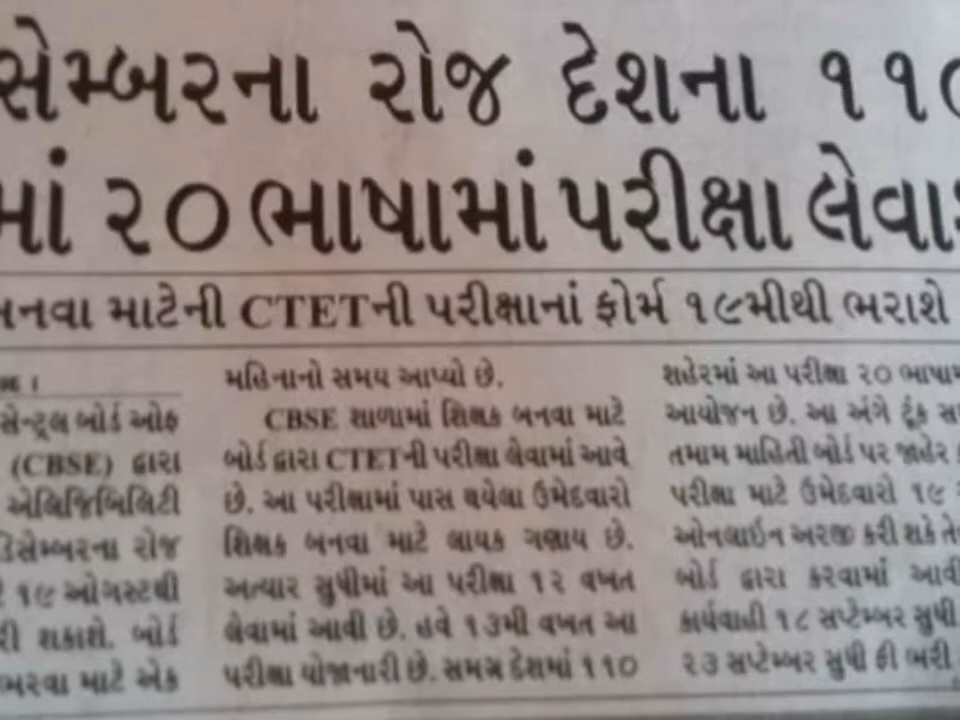 સેમ્બરના રોજ દેશના ૧૧
માં ૨૦ ભાષામાં પરીક્ષા લેવા
બનવા માટેની CTETની પરીક્ષાનાં ફોર્મ ૧૯મીથી ભરાશે
સેન્ટ્રલ બોર્ડ ઓફ
(CBSE) દ્વારા
એલિજિબિલિટી
ડિસેમ્બરના રોજ
૧૯ ઓગસ્ટથી
રી શકાશે. બોર્ડ
ભરવા માટે એક
મહિનાનો સમય આપ્યો છે.
CBSE શાળામાં શિક્ષક બનવા માટે
બોર્ડ દ્વારા CTETની પરીક્ષા લેવામાં આવે
છે. આ પરીક્ષામાં પાસ થયેલા ઉમેદવારો
શિક્ષક બનવા માટે લાયક ગણાય છે.
અત્યાર સુધીમાં આ પરીક્ષા ૧૨ વખત
લેવામાં આવી છે. હવે ૧૩મી વખત આ
પરીક્ષા યોજાનારી છે. સમગ્ર દેશમાં ૧૧૦
શહેરમાં આ પરીક્ષા ૨૦ ભાષામ
આયોજન છે. આ અંગે ટૂંક સ
તમામ માહિતી બોર્ડ પર જાહેર
પરીક્ષા માટે ઉમેદવારો ૧૯
ઓનલાઈન અરજી કરી શકે તે
બોર્ડ દ્વારા કરવામાં આવી
કાર્યવાહી ૧૮ સપ્ટેમ્બર સુધી
૨૩ સપ્ટેમ્બર સુધી ફી ભરી